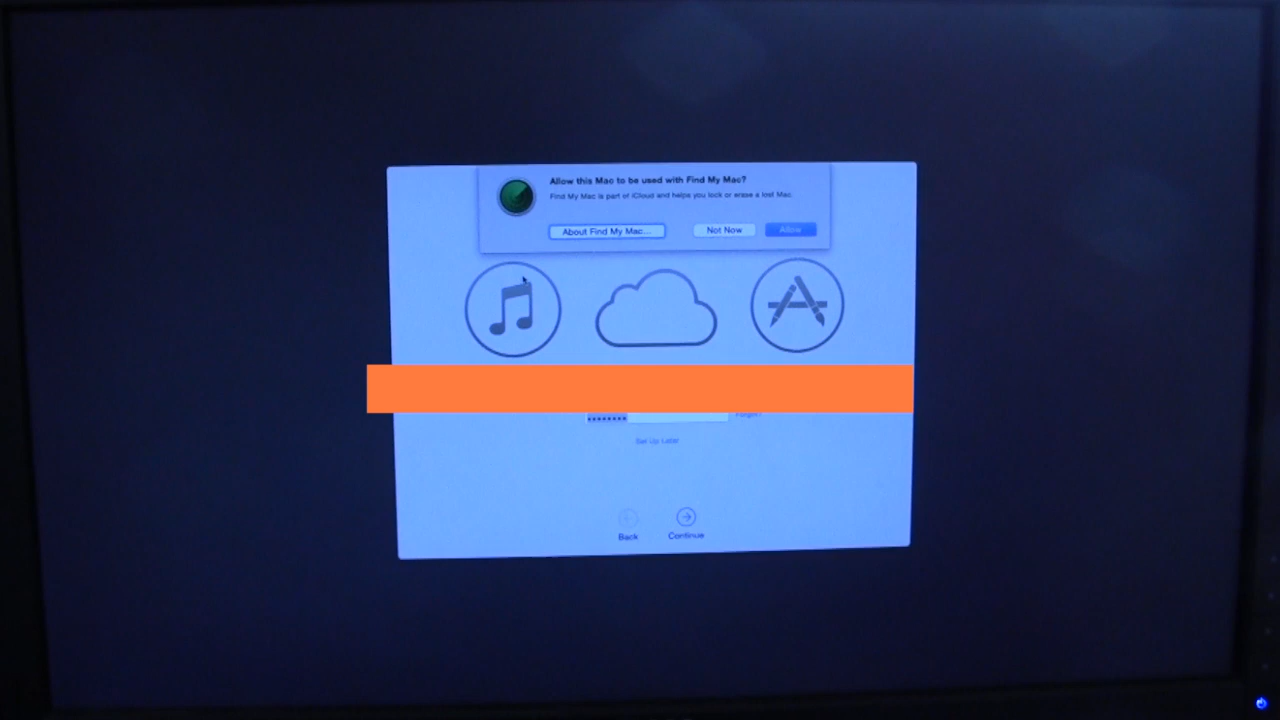 Allow this Mac to be used with Find My Mac?
Find My Mac is part of iCloud and helps you lock or erase a lost Mac.
About Find My Mac... Not Now Allow
Forgot?
Set Up Later
Back Continue